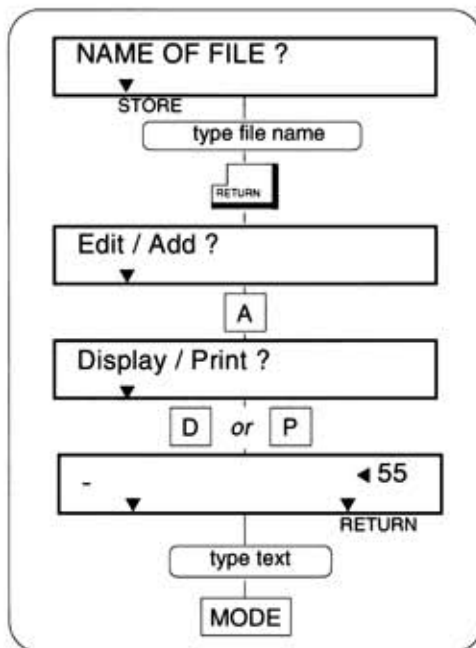 NAME OF FILE ?
STORE
type file name
RETURN
Edit / Add ?
A
Display / Print ?
D or P
- ◀ 55
RETURN
type text
MODE